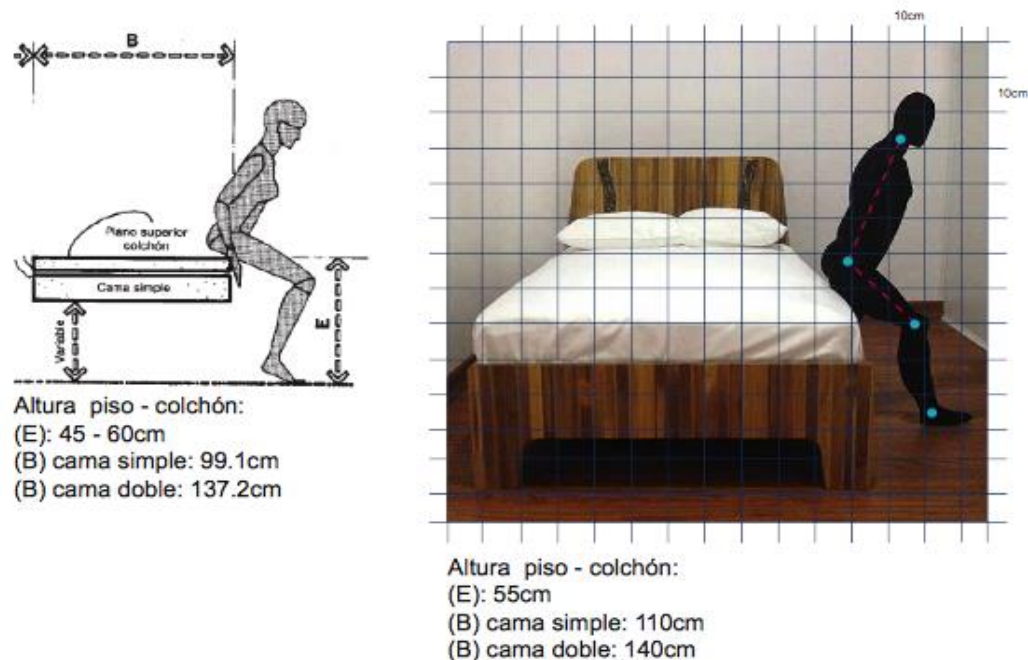 B
Plano superior
colchón
Cama simple
Variable
E
Altura piso - colchón:
(E): 45 - 60cm
(B) cama simple: 99.1cm
(B) cama doble: 137.2cm
10cm
10cm
Altura piso - colchón:
(E): 55cm
(B) cama simple: 110cm
(B) cama doble: 140cm